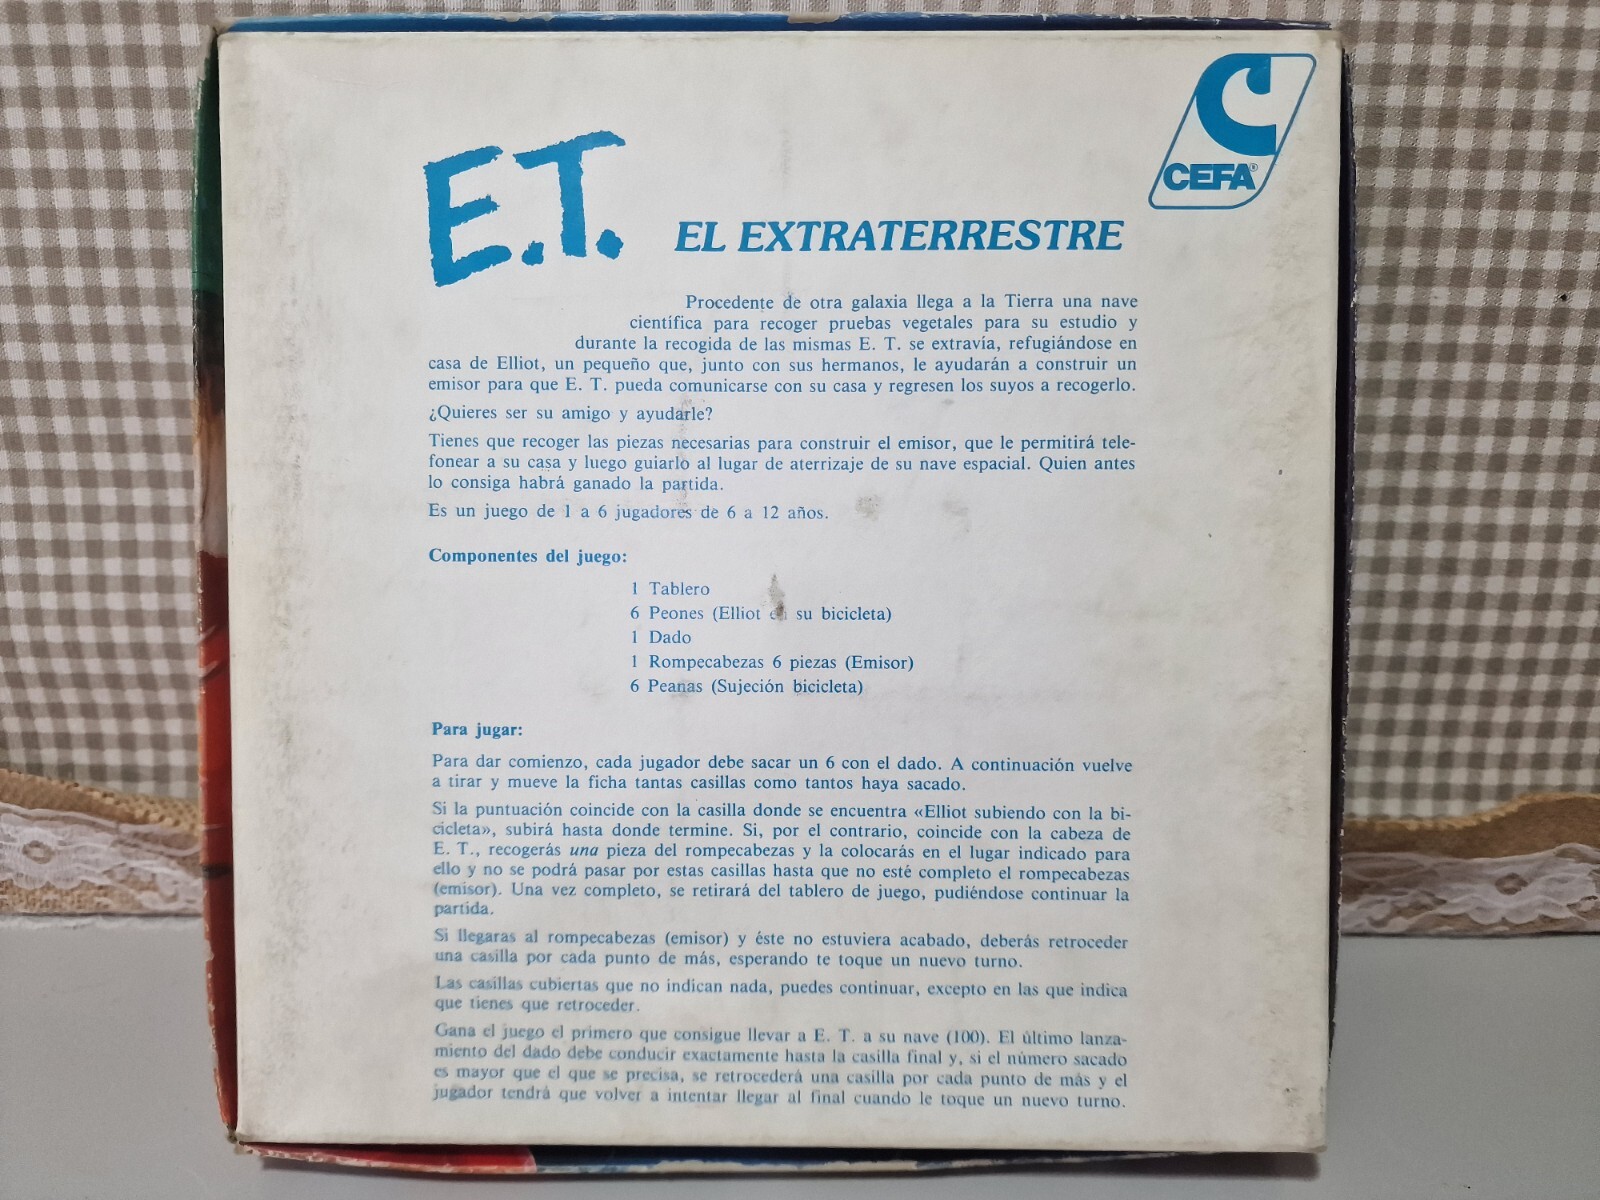 CEFA®
E.T.
EL EXTRATERRESTRE
Procedente de otra galaxia llega a la Tierra una nave
científica para recoger pruebas vegetales para su estudio y
durante la recogida de las mismas E. T. se extravía, refugiándose en
casa de Elliot, un pequeño que, junto con sus hermanos, le ayudarán a construir un
emisor para que E. T. pueda comunicarse con su casa y regresen los suyos a recogerlo.
¿Quieres ser su amigo y ayudarle?
Tienes que recoger las piezas necesarias para construir el emisor, que le permitirá tele-
fonear a su casa y luego guiarlo al lugar de aterrizaje de su nave espacial. Quien antes
lo consiga habrá ganado la partida.
Es un juego de 1 a 6 jugadores de 6 a 12 años.
Componentes del juego:
1 Tablero
6 Peones (Elliot en su bicicleta)
1 Dado
1 Rompecabezas 6 piezas (Emisor)
6 Peanas (Sujeción bicicleta)
Para jugar:
Para dar comienzo, cada jugador debe sacar un 6 con el dado. A continuación vuelve
a tirar y mueve la ficha tantas casillas como tantos haya sacado.
Si la puntuación coincide con la casilla donde se encuentra «Elliot subiendo con la bi-
cicleta», subirá hasta donde termine. Si, por el contrario, coincide con la cabeza de
E. T., recogerás una pieza del rompecabezas y la colocarás en el lugar indicado para
ello y no se podrá pasar por estas casillas hasta que no esté completo el rompecabezas
(emisor). Una vez completo, se retirará del tablero de juego, pudiéndose continuar la
partida.
Si llegaras al rompecabezas (emisor) y éste no estuviera acabado, deberás retroceder
una casilla por cada punto de más, esperando te toque un nuevo turno.
Las casillas cubiertas que no indican nada, puedes continuar, excepto en las que indica
que tienes que retroceder.
Gana el juego el primero que consigue llevar a E. T. a su nave (100). El último lanza-
miento del dado debe conducir exactamente hasta la casilla final y, si el número sacado
es mayor que el que se precisa, se retrocederá una casilla por cada punto de más y el
jugador tendrá que volver a intentar llegar al final cuando le toque un nuevo turno.